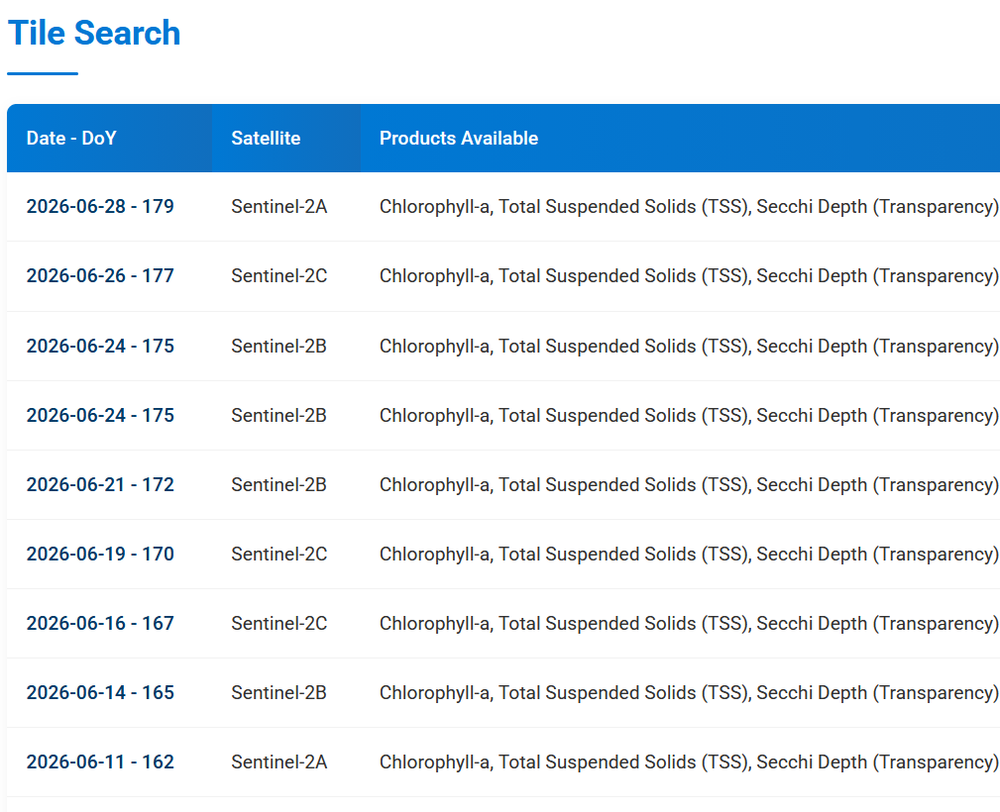 Tile Search
Date - DoY Satellite Products Available
2026-06-28 - 179 Sentinel-2A Chlorophyll-a, Total Suspended Solids (TSS), Secchi Depth (Transparency)
2026-06-26 - 177 Sentinel-2C Chlorophyll-a, Total Suspended Solids (TSS), Secchi Depth (Transparency)
2026-06-24 - 175 Sentinel-2B Chlorophyll-a, Total Suspended Solids (TSS), Secchi Depth (Transparency)
2026-06-24 - 175 Sentinel-2B Chlorophyll-a, Total Suspended Solids (TSS), Secchi Depth (Transparency)
2026-06-21 - 172 Sentinel-2B Chlorophyll-a, Total Suspended Solids (TSS), Secchi Depth (Transparency)
2026-06-19 - 170 Sentinel-2C Chlorophyll-a, Total Suspended Solids (TSS), Secchi Depth (Transparency)
2026-06-16 - 167 Sentinel-2C Chlorophyll-a, Total Suspended Solids (TSS), Secchi Depth (Transparency)
2026-06-14 - 165 Sentinel-2B Chlorophyll-a, Total Suspended Solids (TSS), Secchi Depth (Transparency)
2026-06-11 - 162 Sentinel-2A Chlorophyll-a, Total Suspended Solids (TSS), Secchi Depth (Transparency)